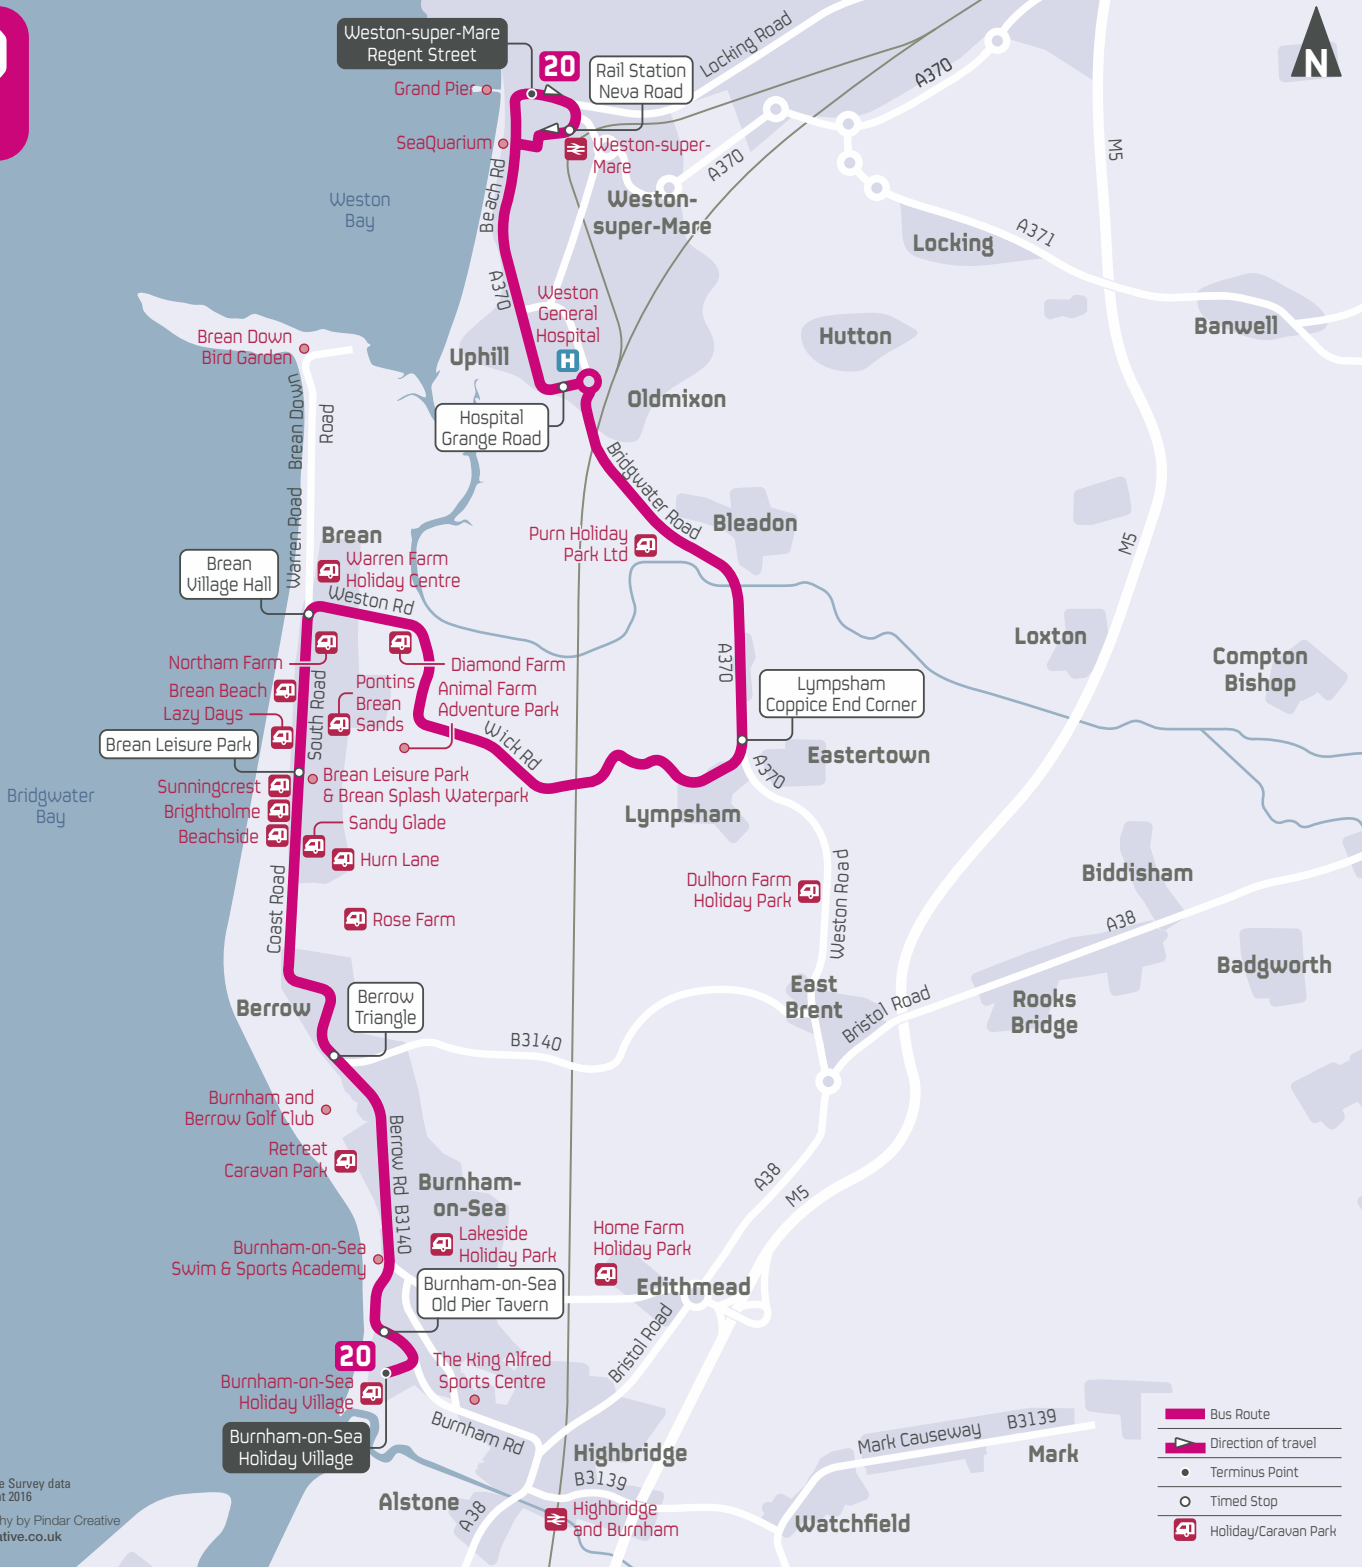 Weston-super-Mare
Regent Street
20
Rail Station
Neva Road
Locking Road
A370
N
Grand Pier
SeaQuarium
Weston-super-
Mare
A370
M5
Weston
Bay
Beach Rd
Weston-
super-Mare
Locking
A371
A370
Weston
General
Hospital
H
Hutton
Banwell
Brean Down
Bird Garden
Uphill
Oldmixon
Brean Down
Road
Hospital
Grange Road
Bridgwater Road
Warren Road
Brean
Bleadon
Purn Holiday
Park Ltd
M5
Brean
Village Hall
Warren Farm
Holiday Centre
Weston Rd
Loxton
Compton
Bishop
Northam Farm
Diamond Farm
A370
Brean Beach
Pontins
Brean
Sands
Animal Farm
Adventure Park
Lympsham
Coppice End Corner
Lazy Days
South Road
Wick Rd
Brean Leisure Park
Eastertown
A370
Sunningcrest
Brean Leisure Park
& Brean Splash Waterpark
Bridgwater
Bay
Brightholme
Sandy Glade
Lympsham
Beachside
Hurn Lane
Biddisham
Dulhorn Farm
Holiday Park
Weston Road
Coast Road
Rose Farm
A38
Badgworth
East
Brent
Bristol Road
Rooks
Bridge
Berrow
Berrow
Triangle
B3140
Burnham and
Berrow Golf Club
Retreat
Caravan Park
Berrow Rd
B3140
Burnham-
on-Sea
A38
M5
Lakeside
Holiday Park
Home Farm
Holiday Park
Burnham-on-Sea
Swim & Sports Academy
Burnham-on-Sea
Old Pier Tavern
Edithmead
Bristol Road
20
The King Alfred
Sports Centre
Burnham-on-Sea
Holiday Village
Burnham Rd
Burnham-on-Sea
Holiday Village
Highbridge
B3139
Mark Causeway
B3139
Mark
Alstone
A38
Highbridge
and Burnham
Watchfield
Bus Route
Direction of travel
Terminus Point
Timed Stop
Holiday/Caravan Park
Survey data
2016
by Pindar Creative